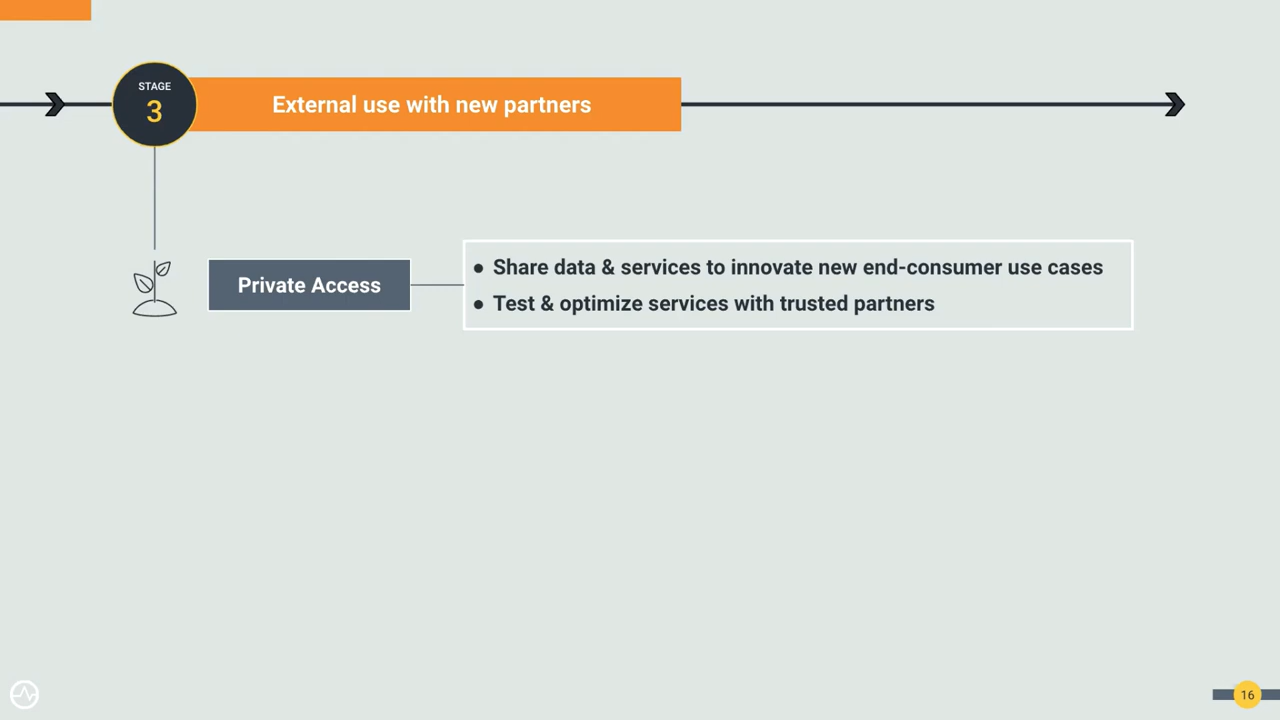 STAGE
3
External use with new partners
Private Access
● Share data & services to innovate new end-consumer use cases
● Test & optimize services with trusted partners
16